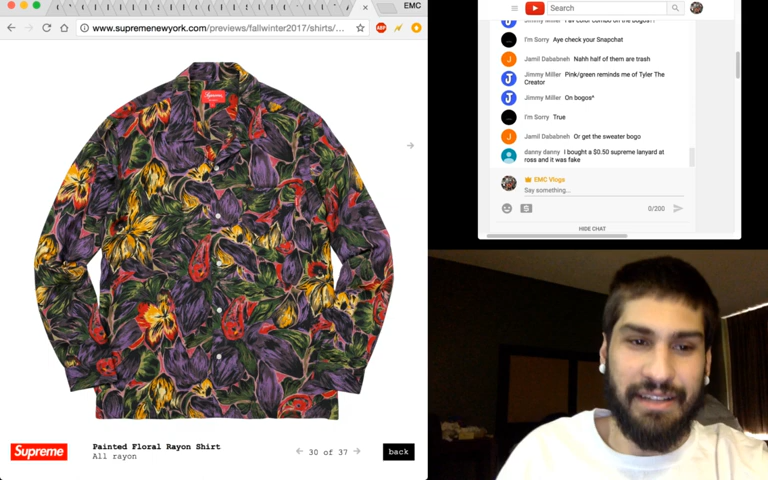 EMC
www.supremenewyork.com/previews/fallwinter2017/shirts/...
ABP
Supreme
Supreme
Painted Floral Rayon Shirt
All rayon
30 of 37
back
Search
I'm Sorry Aye check your Snapchat
Jamil Dababneh Nahh half of them are trash
Jimmy Miller Pink/green reminds me of Tyler The
Creator
Jimmy Miller On bogos^
I'm Sorry True
Jamil Dababneh Or get the sweater bogo
danny danny I bought a $0.50 supreme lanyard at
ross and it was fake
EMC Vlogs
Say something...
0/200
HIDE CHAT